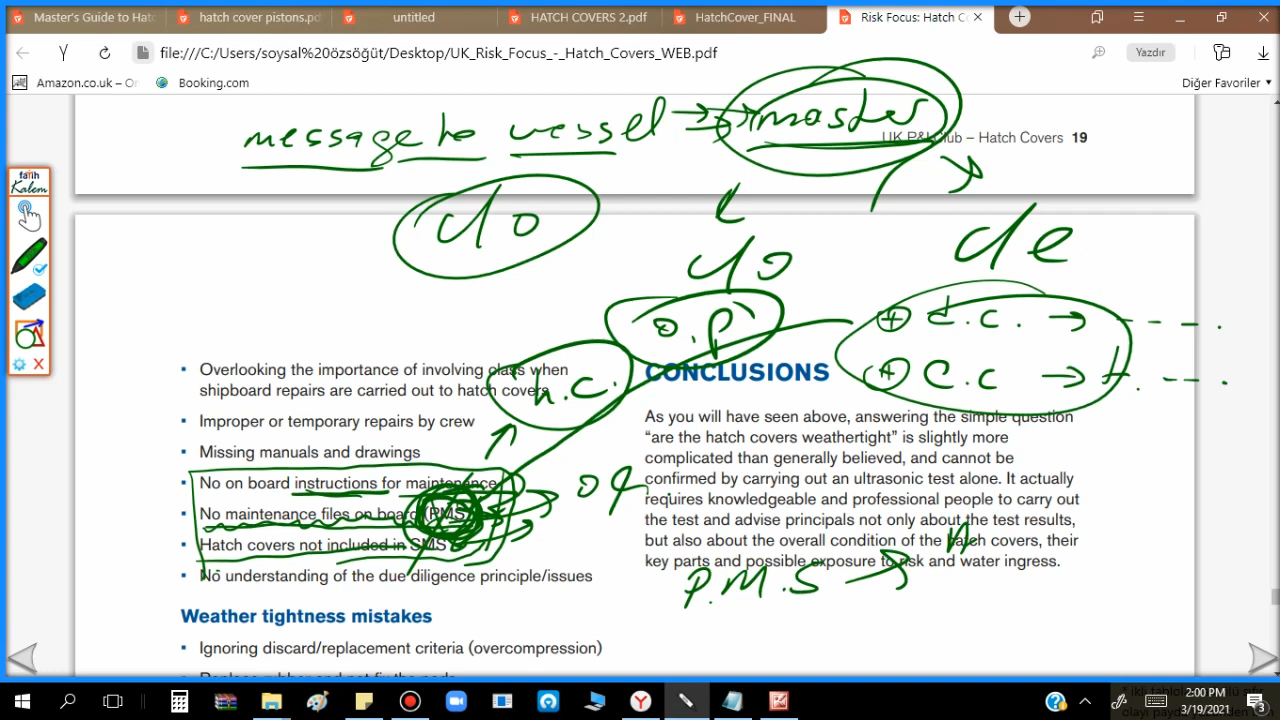 Master's Guide to Hatc
hatch cover pistons.pd
untitled
HATCH COVERS 2.pdf
HatchCover_FINAL
Risk Focus: Hatch Co
file:///C:/Users/soysal%20özsöğüt/Desktop/UK_Risk_Focus_-_Hatch_Covers_WEB.pdf
Yazdır
Amazon.co.uk – On
Booking.com
Diğer Favoriler
message to vessel → master
UK P&I Club – Hatch Covers 19
fatih
Kalem
do
do
de
o.p
h.c.
+ d.c. → - - - .
+ c.c → - - - .
• Overlooking the importance of involving class when
shipboard repairs are carried out to hatch covers
• Improper or temporary repairs by crew
• Missing manuals and drawings
• No on board instructions for maintenance
• No maintenance files on board (PMS)
• Hatch covers not included in SMS
• No understanding of the due diligence principle/issues
Weather tightness mistakes
• Ignoring discard/replacement criteria (overcompression)
CONCLUSIONS
As you will have seen above, answering the simple question
“are the hatch covers weathertight” is slightly more
complicated than generally believed, and cannot be
confirmed by carrying out an ultrasonic test alone. It actually
requires knowledgeable and professional people to carry out
the test and advise principals not only about the test results,
but also about the overall condition of the hatch covers, their
key parts and possible exposure to risk and water ingress.
P.M.S →
2:00 PM
3/19/2021
3